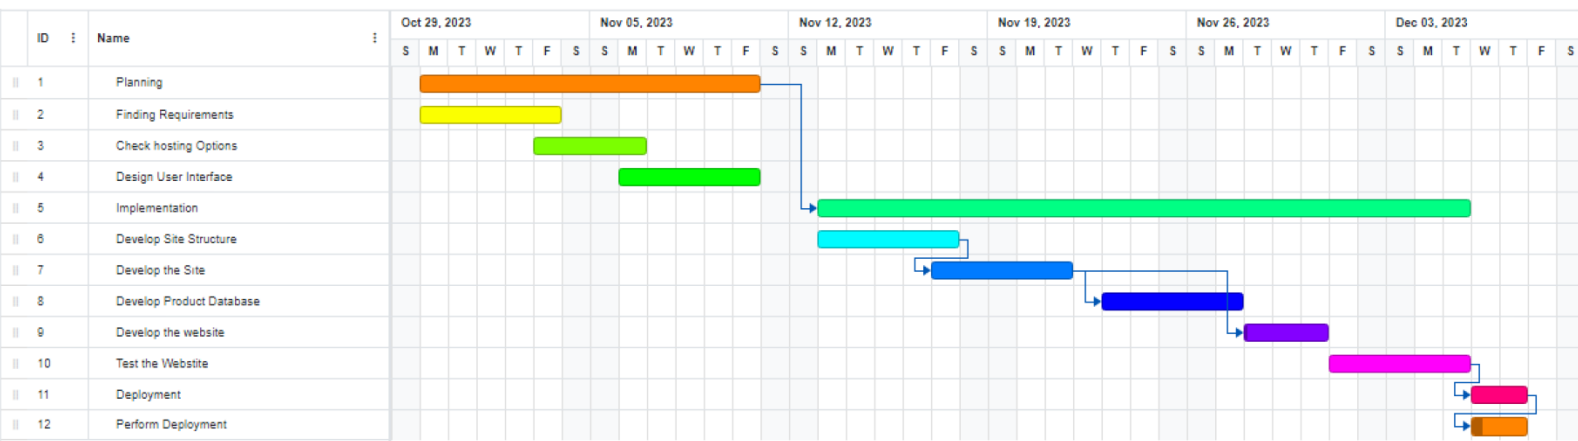 Oct 29, 2023 Nov 05, 2023 Nov 12, 2023 Nov 19, 2023 Nov 26, 2023 Dec 03, 2023
ID Name
S M T W T F S S M T W T F S S M T W T F S S M T W T F S S M T W T F S S M T W T F S
1 Planning
2 Finding Requirements
3 Check hosting Options
4 Design User Interface
5 Implementation
6 Develop Site Structure
7 Develop the Site
8 Develop Product Database
9 Develop the website
10 Test the Webstite
11 Deployment
12 Perform Deployment